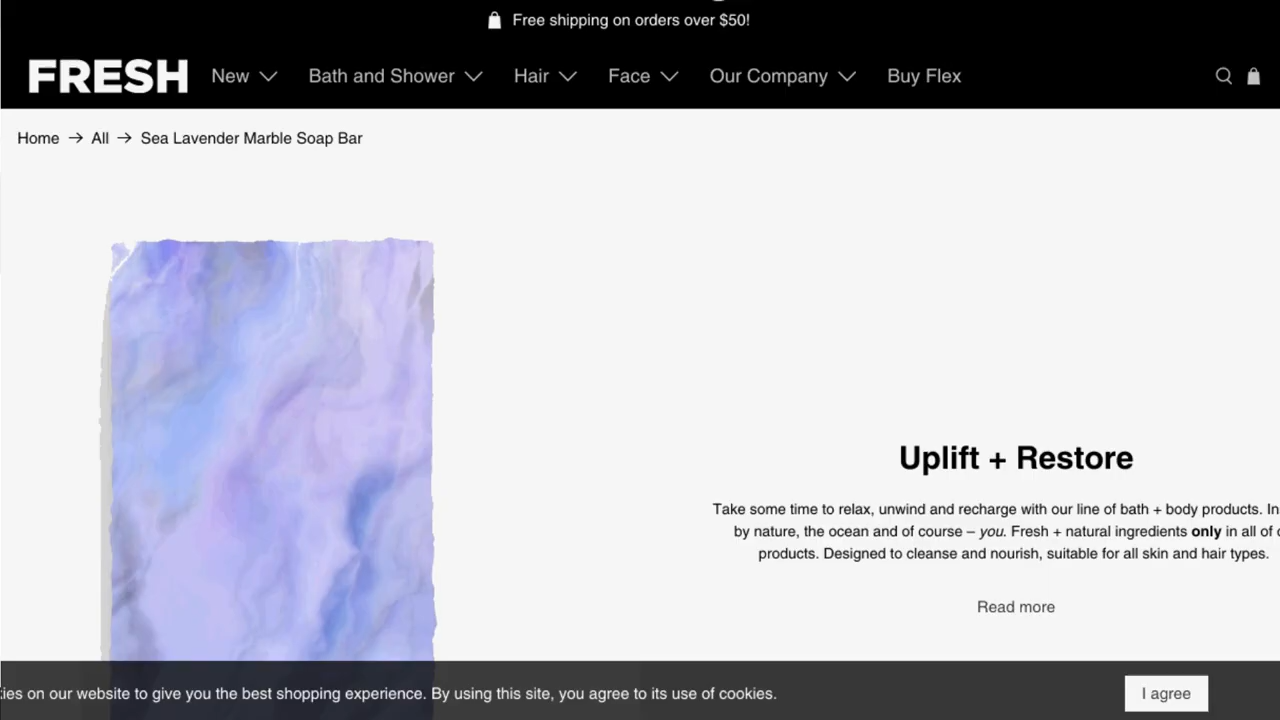 Free shipping on orders over $50!
FRESH New Bath and Shower Hair Face Our Company Buy Flex
Home → All → Sea Lavender Marble Soap Bar
Uplift + Restore
Take some time to relax, unwind and recharge with our line of bath + body products.
by nature, the ocean and of course – you. Fresh + natural ingredients only in all of
products. Designed to cleanse and nourish, suitable for all skin and hair types.
Read more
on our website to give you the best shopping experience. By using this site, you agree to its use of cookies.
I agree